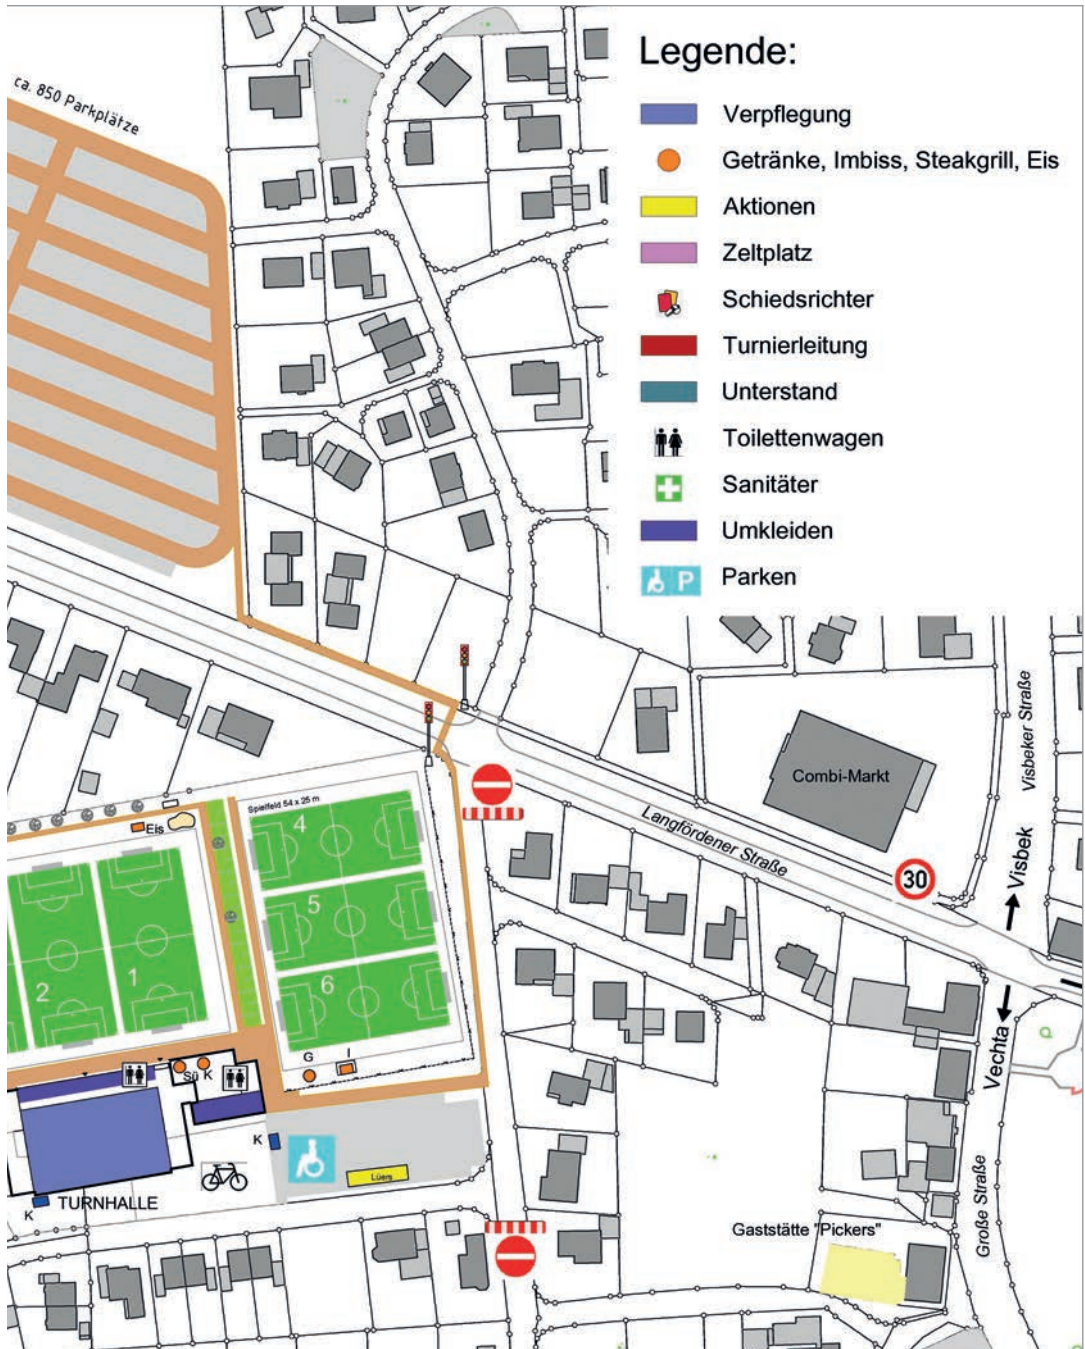 Legende:
ca. 850 Parkplätze
Verpflegung
Getränke, Imbiss, Steakgrill, Eis
Aktionen
Zeltplatz
Schiedsrichter
Turnierleitung
Unterstand
Toilettenwagen
Sanitäter
Umkleiden
P Parken
Visbeker Straße
Combi-Markt
Spielfeld 54 x 25 m
Eis
4
Langfördener Straße
30
Visbek
5
2
1
6
G
I
Vechta
Sü
K
K
Lüers
K
TURNHALLE
Große Straße
Gaststätte "Pickers"